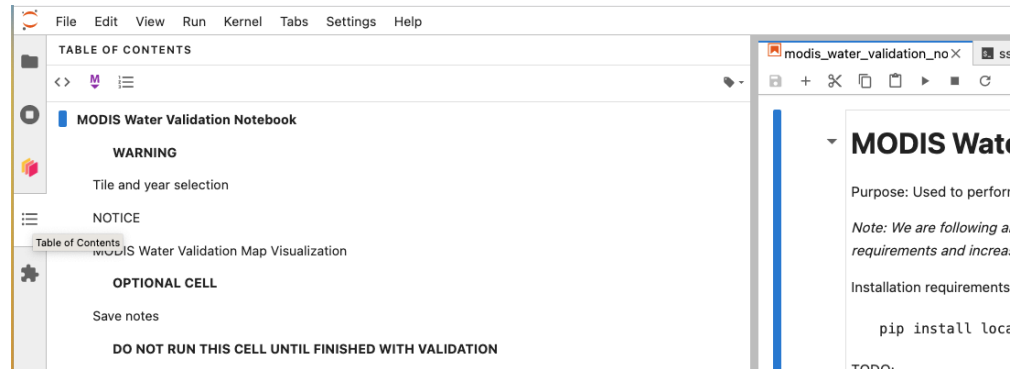 File Edit View Run Kernel Tabs Settings Help
TABLE OF CONTENTS
MODIS Water Validation Notebook
WARNING
Tile and year selection
NOTICE
Table of Contents
MODIS Water Validation Map Visualization
OPTIONAL CELL
Save notes
DO NOT RUN THIS CELL UNTIL FINISHED WITH VALIDATION
modis_water_validation_no
MODIS Wate
Purpose: Used to perfor
Note: We are following a
requirements and increa
Installation requirements
pip install loca
TODO: